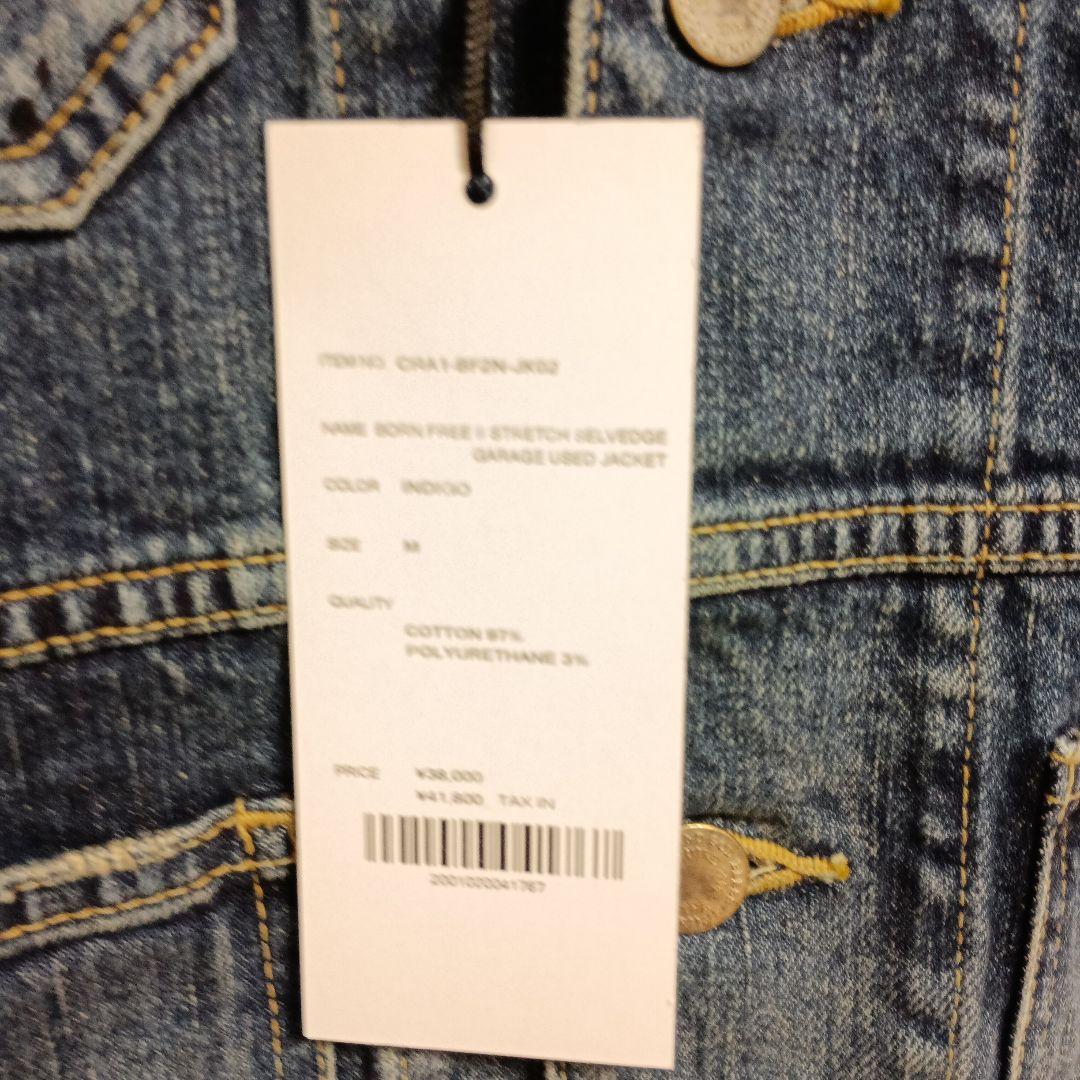 ITEM NO. CRA1-BF2N-JK02
NAME BORN FREE II STRETCH SELVEDGE
GARAGE USED JACKET
COLOR INDIGO
SIZE M
QUALITY
COTTON 97%
POLYURETHANE 3%
PRICE ¥38,000
¥41,800 TAX IN
2001020041767